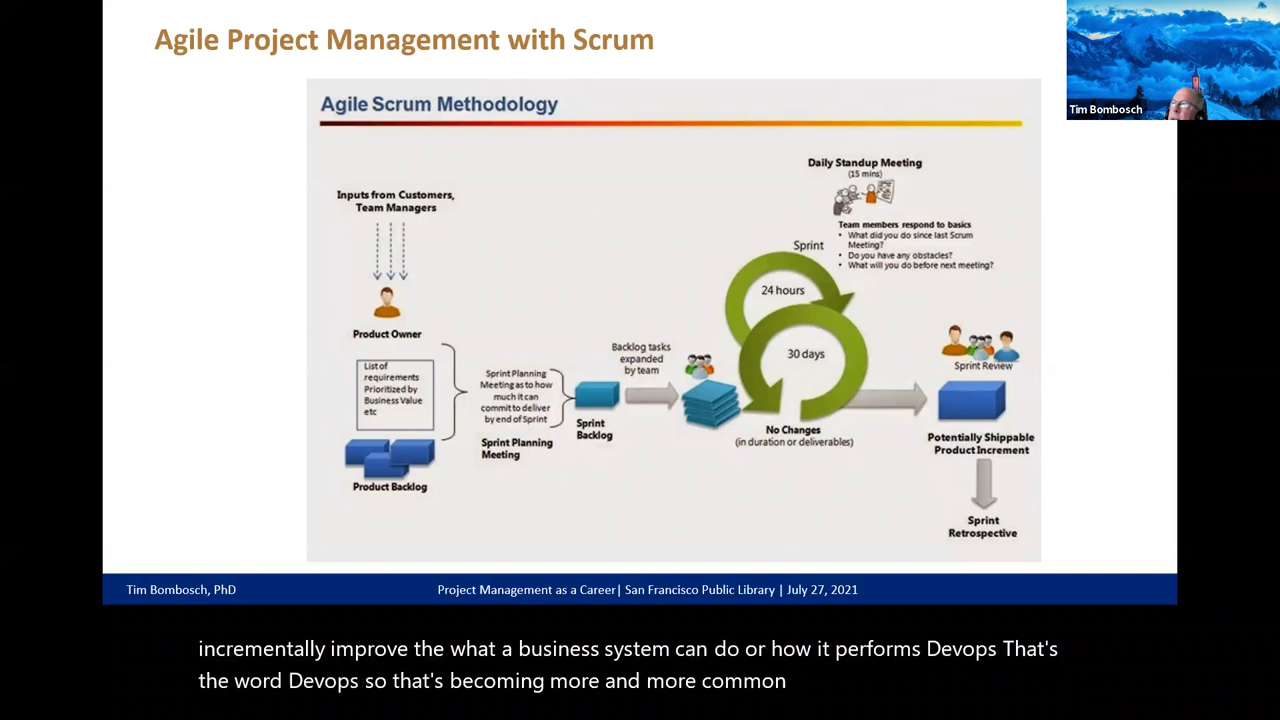 Agile Project Management with Scrum
Tim Bombosch
Agile Scrum Methodology
Inputs from Customers,
Team Managers
Product Owner
List of
requirements
Prioritized by
Business Value
etc
Product Backlog
Sprint Planning
Meeting as to how
much it can
commit to deliver
by end of Sprint
Sprint Planning
Meeting
Sprint
Backlog
Backlog tasks
expanded
by team
Daily Standup Meeting
(15 mins)
Team members respond to basics
• What did you do since last Scrum
Meeting?
• Do you have any obstacles?
• What will you do before next meeting?
Sprint
24 hours
30 days
No Changes
(in duration or deliverables)
Sprint Review
Potentially Shippable
Product Increment
Sprint
Retrospective
Tim Bombosch, PhD
Project Management as a Career| San Francisco Public Library | July 27, 2021
incrementally improve the what a business system can do or how it performs Devops That's
the word Devops so that's becoming more and more common